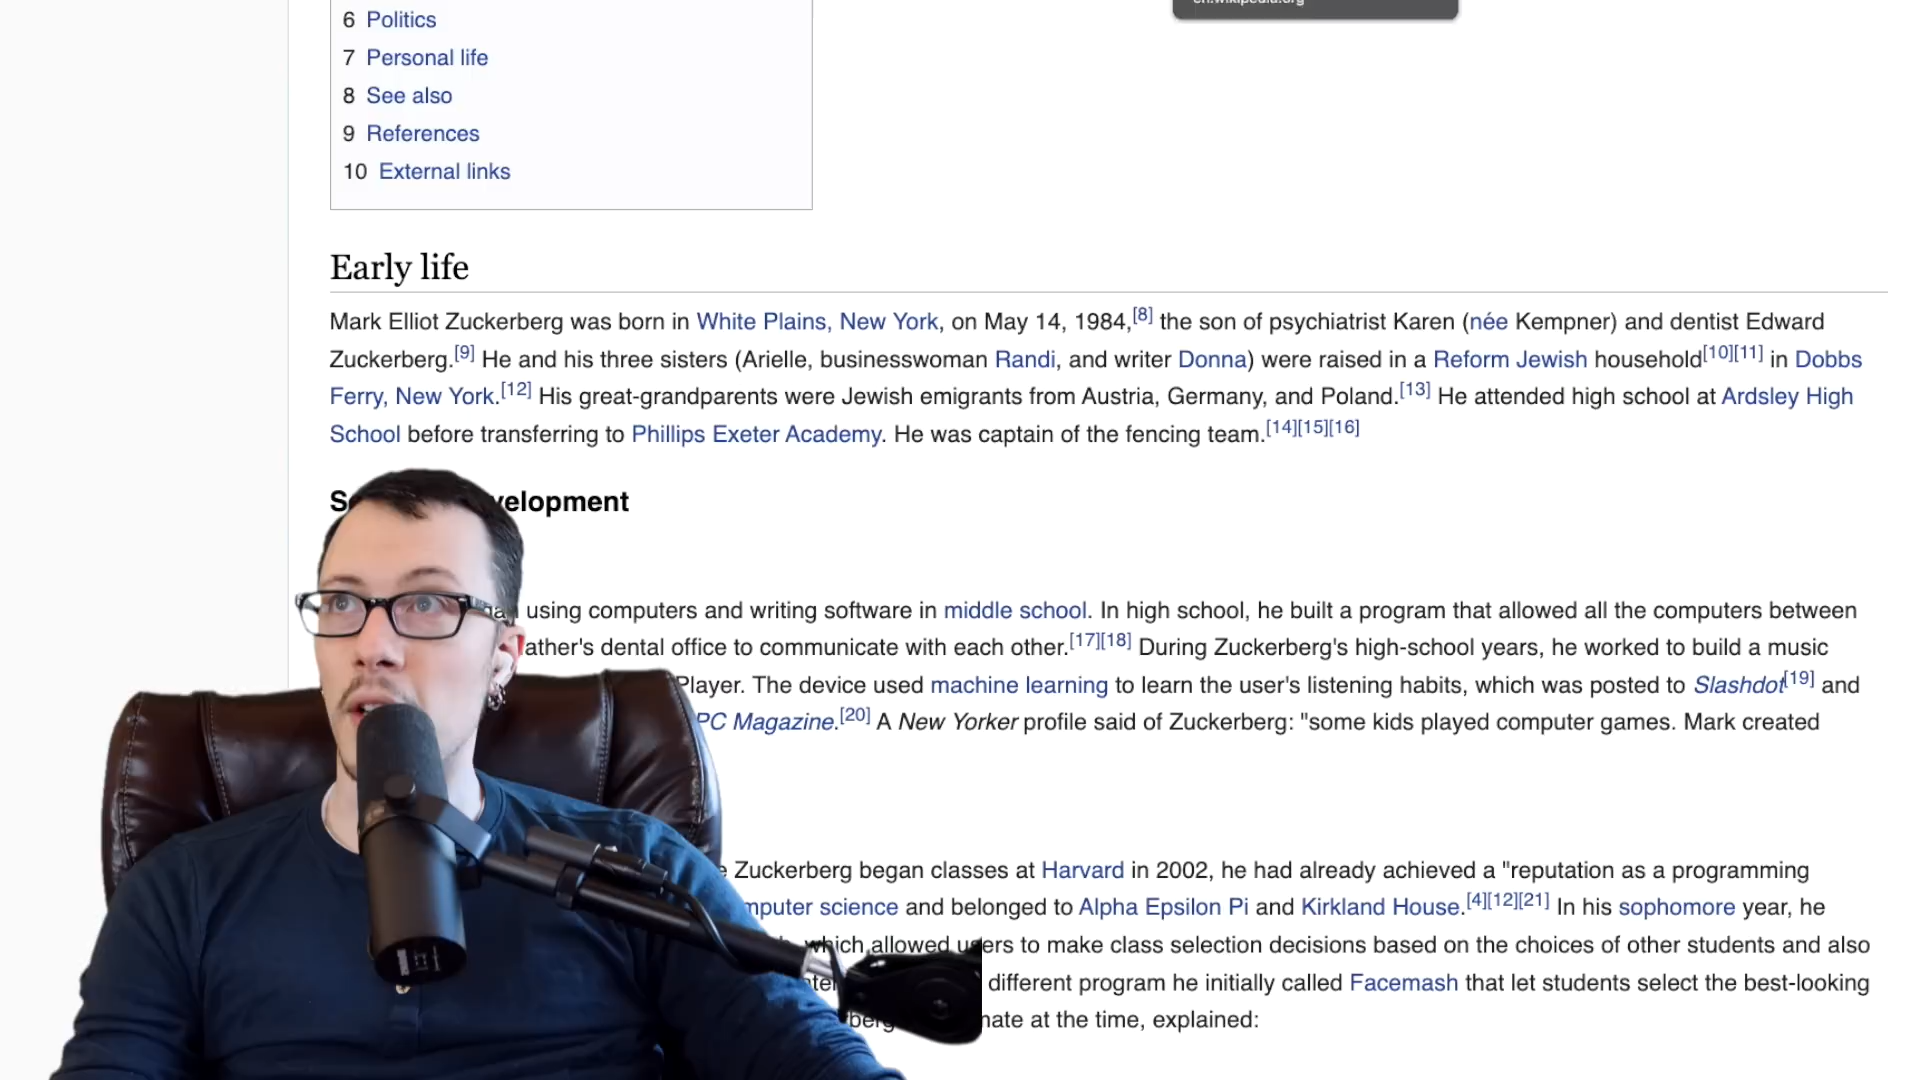 en.wikipedia.org
6 Politics
7 Personal life
8 See also
9 References
10 External links
Early life
Mark Elliot Zuckerberg was born in White Plains, New York, on May 14, 1984,[8] the son of psychiatrist Karen (née Kempner) and dentist Edward
Zuckerberg.[9] He and his three sisters (Arielle, businesswoman Randi, and writer Donna) were raised in a Reform Jewish household[10][11] in Dobbs
Ferry, New York.[12] His great-grandparents were Jewish emigrants from Austria, Germany, and Poland.[13] He attended high school at Ardsley High
School before transferring to Phillips Exeter Academy. He was captain of the fencing team.[14][15][16]
velopment
using computers and writing software in middle school. In high school, he built a program that allowed all the computers between
ather's dental office to communicate with each other.[17][18] During Zuckerberg's high-school years, he worked to build a music
Player. The device used machine learning to learn the user's listening habits, which was posted to Slashdot[19] and
PC Magazine.[20] A New Yorker profile said of Zuckerberg: "some kids played computer games. Mark created
Zuckerberg began classes at Harvard in 2002, he had already achieved a "reputation as a programming
mputer science and belonged to Alpha Epsilon Pi and Kirkland House.[4][12][21] In his sophomore year, he
which allowed users to make class selection decisions based on the choices of other students and also
different program he initially called Facemash that let students select the best-looking
at the time, explained: